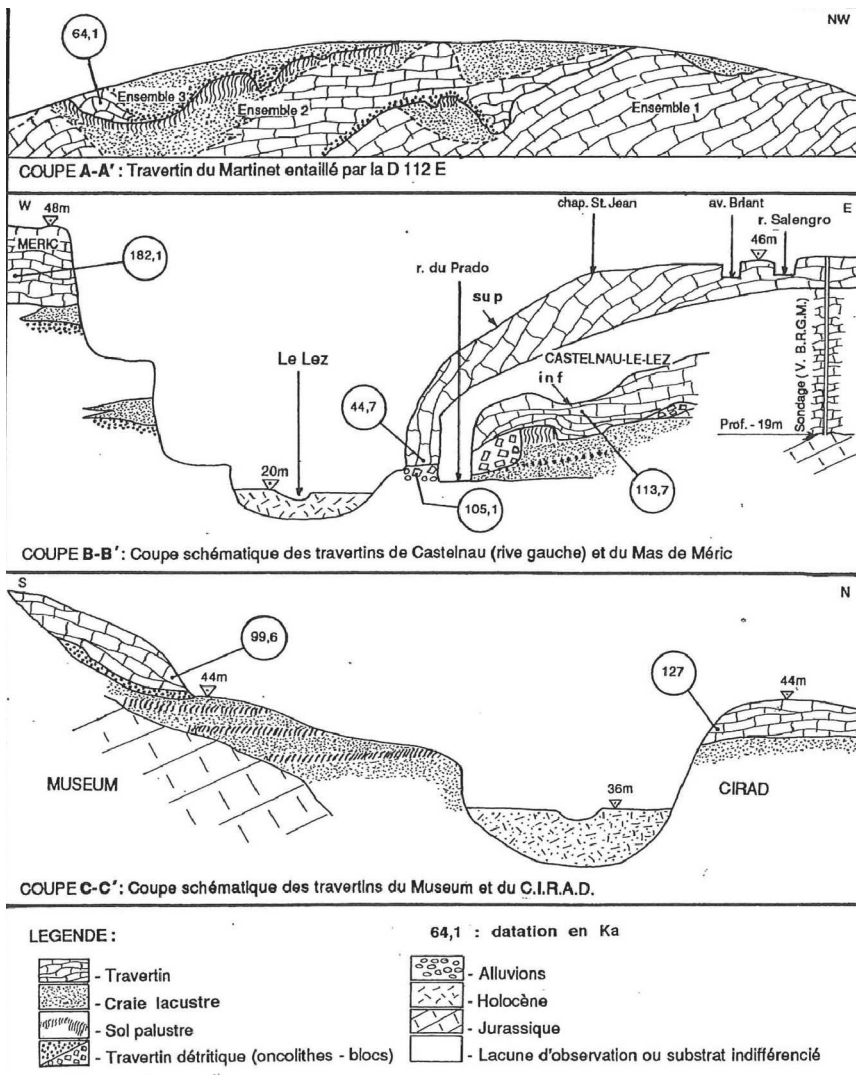 NW
64,1
Ensemble 3
Ensemble 2
Ensemble 1
COUPE A-A' : Travertin du Martinet entaillé par la D 112 E
W
E
48m
MERIC
182,1
chap. St. Jean
av. Briant
r. Salengro
46m
r. du Prado
sup
Le Lez
CASTELNAU-LE-LEZ
inf
44,7
Sondage (V. B.R.G.M.)
Prof. - 19m
20m
105,1
113,7
COUPE B-B' : Coupe schématique des travertins de Castelnau (rive gauche) et du Mas de Méric
S
N
99,6
44m
127
44m
MUSEUM
36m
CIRAD
COUPE C-C' : Coupe schématique des travertins du Museum et du C.I.R.A.D.
LEGENDE :
64,1 : datation en Ka
- Travertin
- Craie lacustre
- Sol palustre
- Travertin détritique (oncolithes - blocs)
- Alluvions
- Holocène
- Jurassique
- Lacune d'observation ou substrat indifférencié